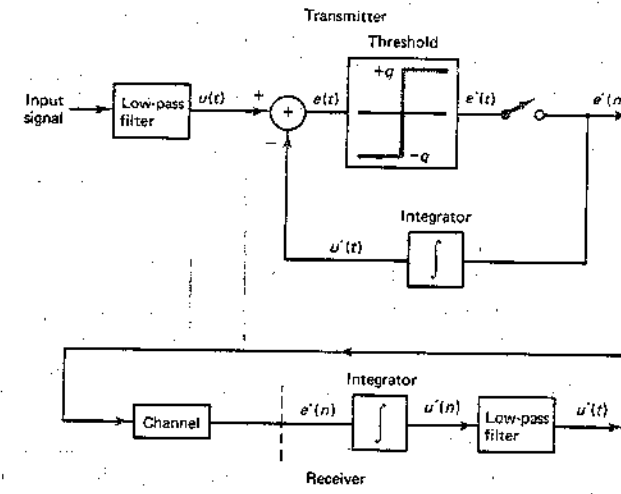 Transmitter
Threshold
+q
-q
Input
signal
Low-pass
filter
u(t)
+
+
−
e(t)
e˙(t)
e˙(n
Integrator
∫
u˙(t)
Channel
e˙(n)
Integrator
∫
u˙(n)
Low-pass
filter
u˙(t)
Receiver